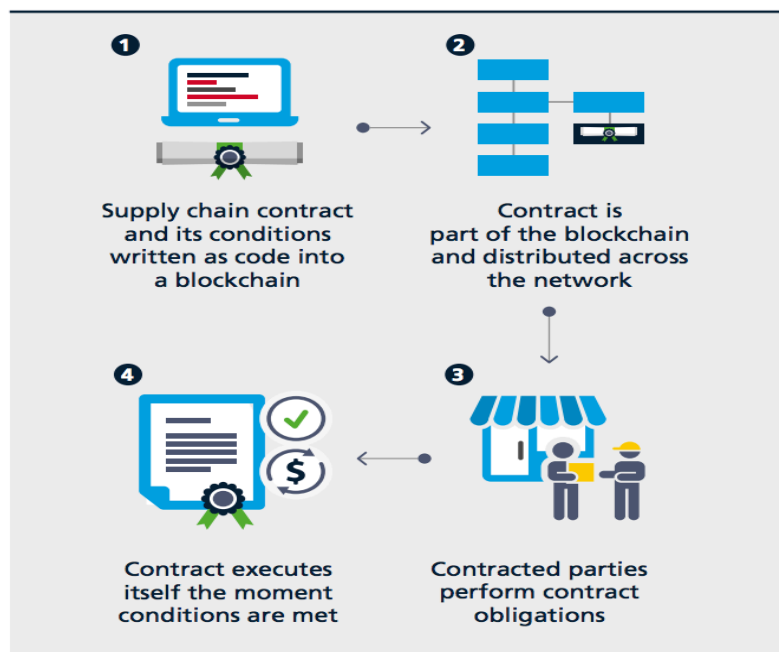 1
Supply chain contract
and its conditions
written as code into
a blockchain
2
Contract is
part of the blockchain
and distributed across
the network
3
Contracted parties
perform contract
obligations
4
$
Contract executes
itself the moment
conditions are met